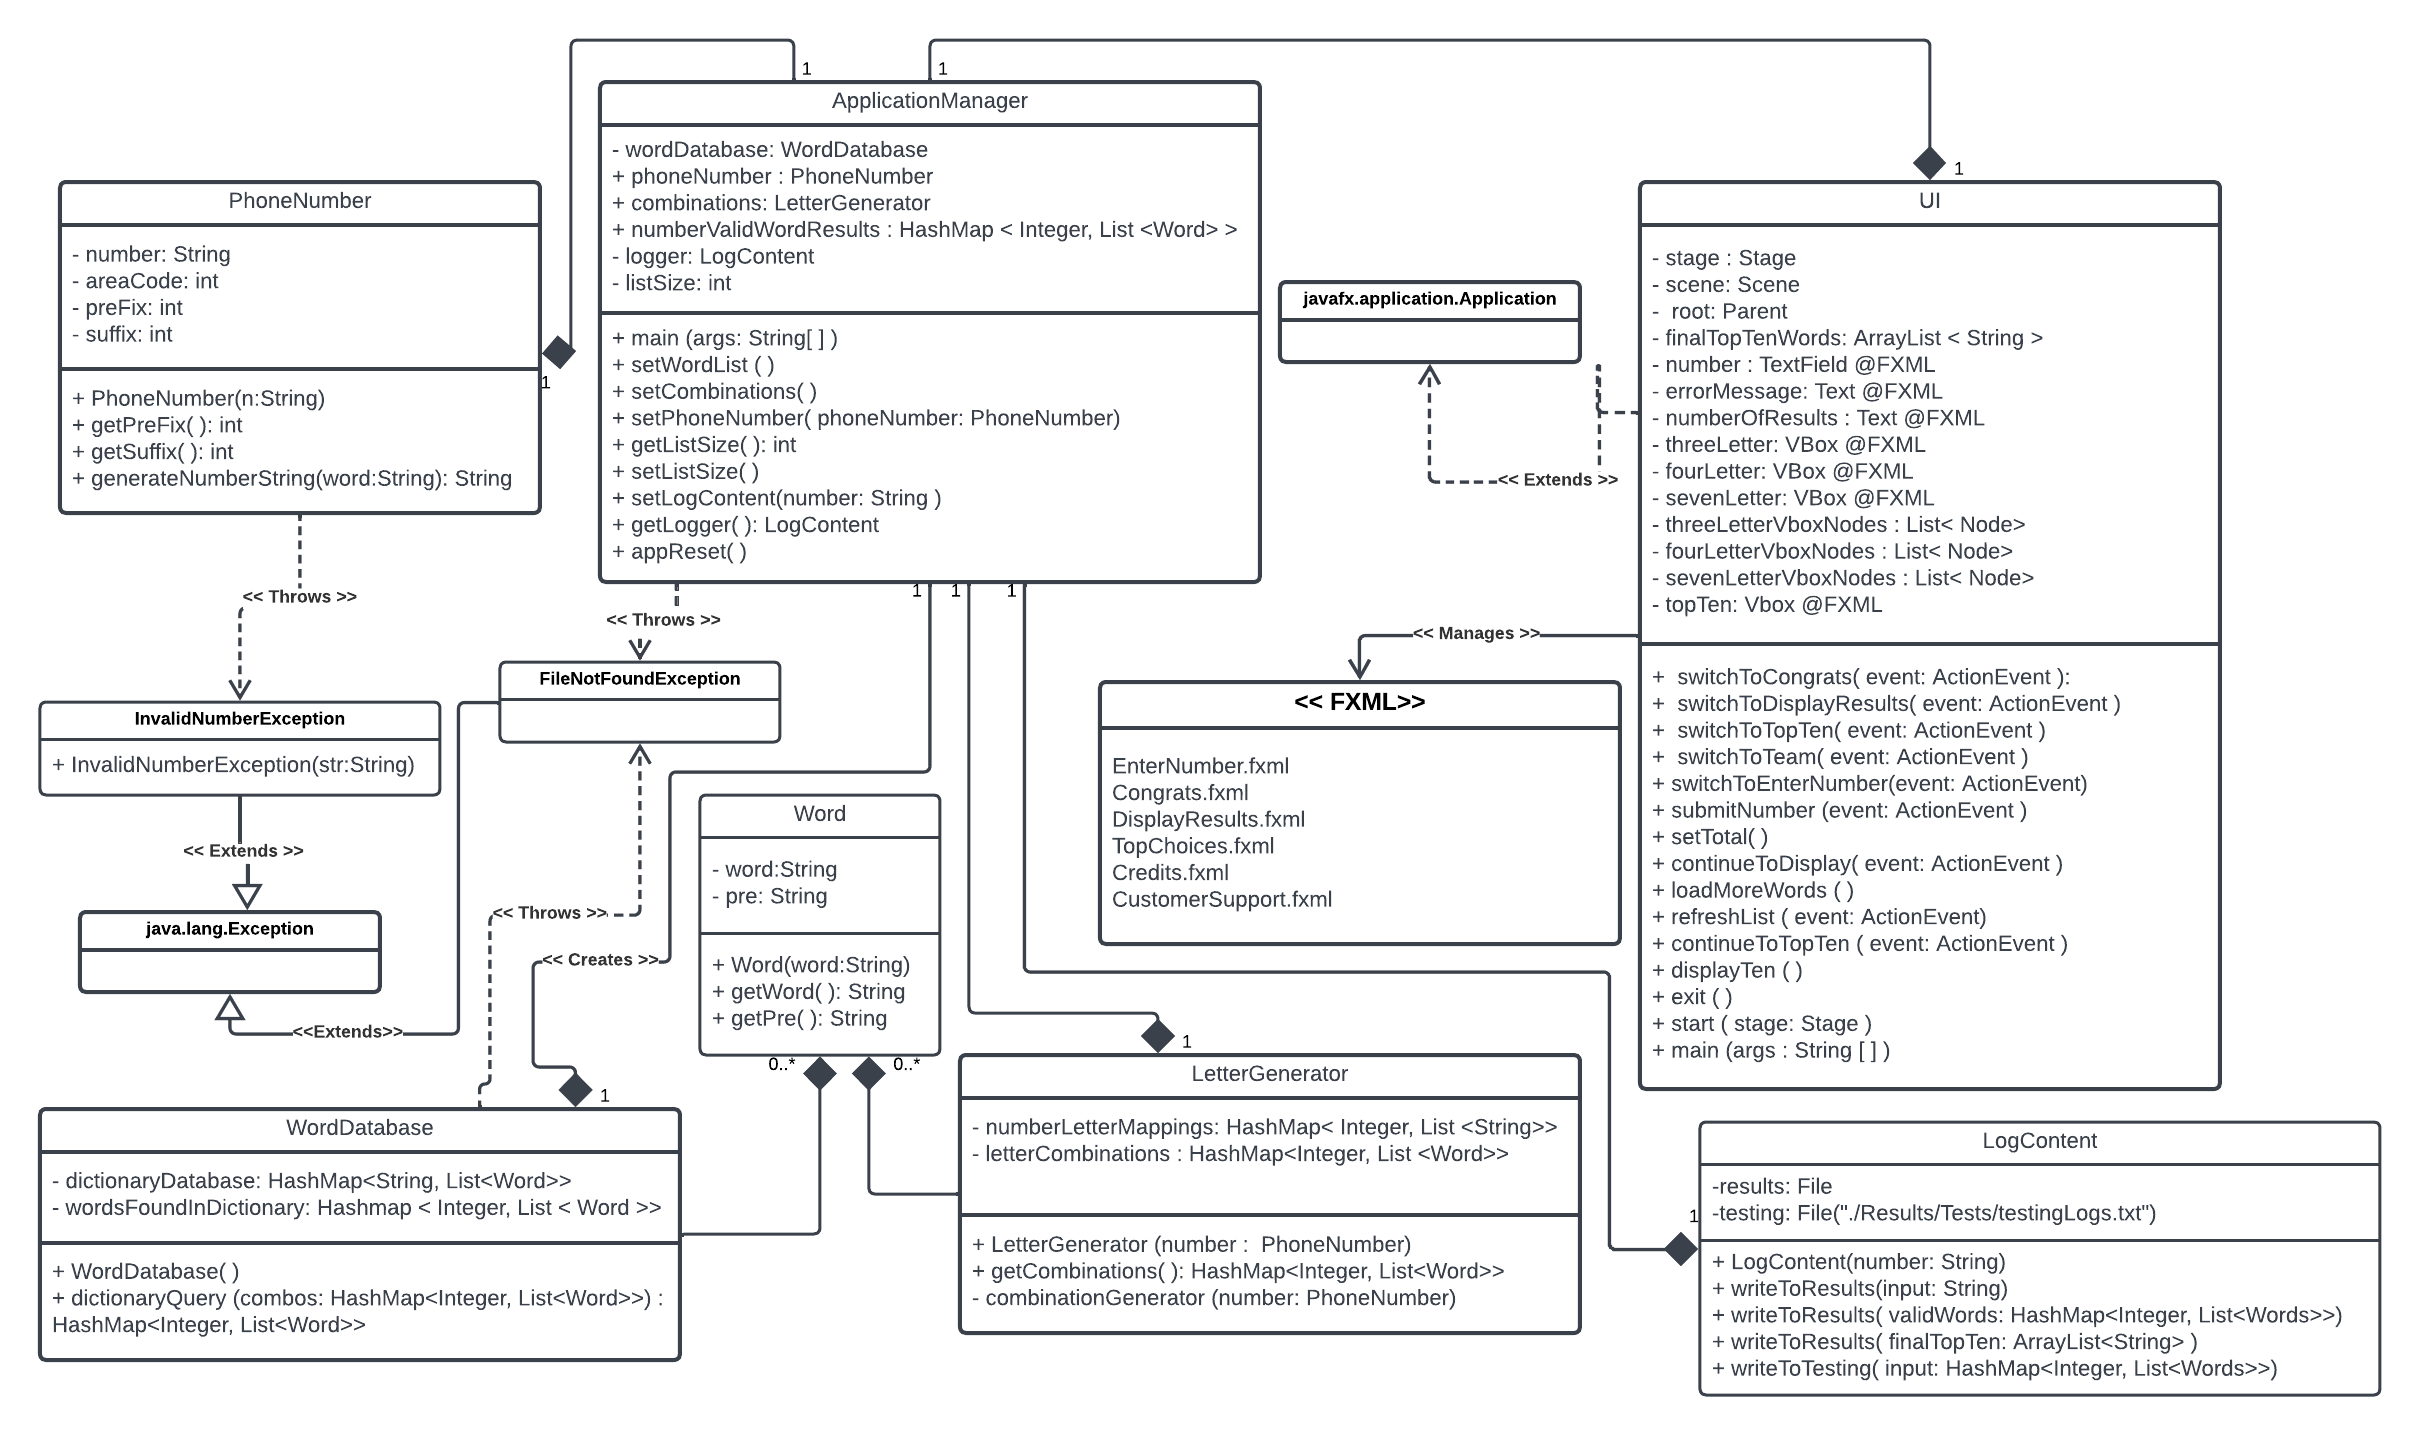 1
1
ApplicationManager
- wordDatabase: WordDatabase
+ phoneNumber : PhoneNumber
+ combinations: LetterGenerator
+ numberValidWordResults : HashMap < Integer, List <Word> >
- logger: LogContent
- listSize: int
+ main (args: String[ ] )
+ setWordList ( )
+ setCombinations( )
+ setPhoneNumber( phoneNumber: PhoneNumber)
+ getListSize( ): int
+ setListSize( )
+ setLogContent(number: String )
+ getLogger( ): LogContent
+ appReset( )
1
1
1
PhoneNumber
- number: String
- areaCode: int
- preFix: int
- suffix: int
+ PhoneNumber(n:String)
+ getPreFix( ): int
+ getSuffix( ): int
+ generateNumberString(word:String): String
1
1
UI
- stage : Stage
- scene: Scene
-  root: Parent
- finalTopTenWords: ArrayList < String >
- number : TextField @FXML
- errorMessage: Text @FXML
- numberOfResults : Text @FXML
- threeLetter: VBox @FXML
- fourLetter: VBox @FXML
- sevenLetter: VBox @FXML
- threeLetterVboxNodes : List< Node>
- fourLetterVboxNodes : List< Node>
- sevenLetterVboxNodes : List< Node>
- topTen: Vbox @FXML
+  switchToCongrats( event: ActionEvent ):
+  switchToDisplayResults( event: ActionEvent )
+  switchToTopTen( event: ActionEvent )
+  switchToTeam( event: ActionEvent )
+ switchToEnterNumber(event: ActionEvent)
+ submitNumber (event: ActionEvent )
+ setTotal( )
+ continueToDisplay( event: ActionEvent )
+ loadMoreWords ( )
+ refreshList ( event: ActionEvent)
+ continueToTopTen ( event: ActionEvent )
+ displayTen ( )
+ exit ( )
+ start ( stage: Stage )
+ main (args : String [ ] )
javafx.application.Application
<< Extends >>
<< Throws >>
<< Throws >>
<< Manages >>
InvalidNumberException
+ InvalidNumberException(str:String)
FileNotFoundException
<< FXML>>
EnterNumber.fxml
Congrats.fxml
DisplayResults.fxml
TopChoices.fxml
Credits.fxml
CustomerSupport.fxml
<< Extends >>
java.lang.Exception
<<Extends>>
<< Throws >>
<< Creates >>
Word
- word:String
- pre: String
+ Word(word:String)
+ getWord( ): String
+ getPre( ): String
0..*
0..*
1
WordDatabase
- dictionaryDatabase: HashMap<String, List<Word>>
- wordsFoundInDictionary: Hashmap < Integer, List < Word >>
+ WordDatabase( )
+ dictionaryQuery (combos: HashMap<Integer, List<Word>>) :
HashMap<Integer, List<Word>>
1
LetterGenerator
- numberLetterMappings: HashMap< Integer, List <String>>
- letterCombinations : HashMap<Integer, List <Word>>
+ LetterGenerator (number :  PhoneNumber)
+ getCombinations( ): HashMap<Integer, List<Word>>
- combinationGenerator (number: PhoneNumber)
1
LogContent
-results: File
-testing: File("./Results/Tests/testingLogs.txt")
+ LogContent(number: String)
+ writeToResults(input: String)
+ writeToResults( validWords: HashMap<Integer, List<Words>>)
+ writeToResults( finalTopTen: ArrayList<String> )
+ writeToTesting( input: HashMap<Integer, List<Words>>)